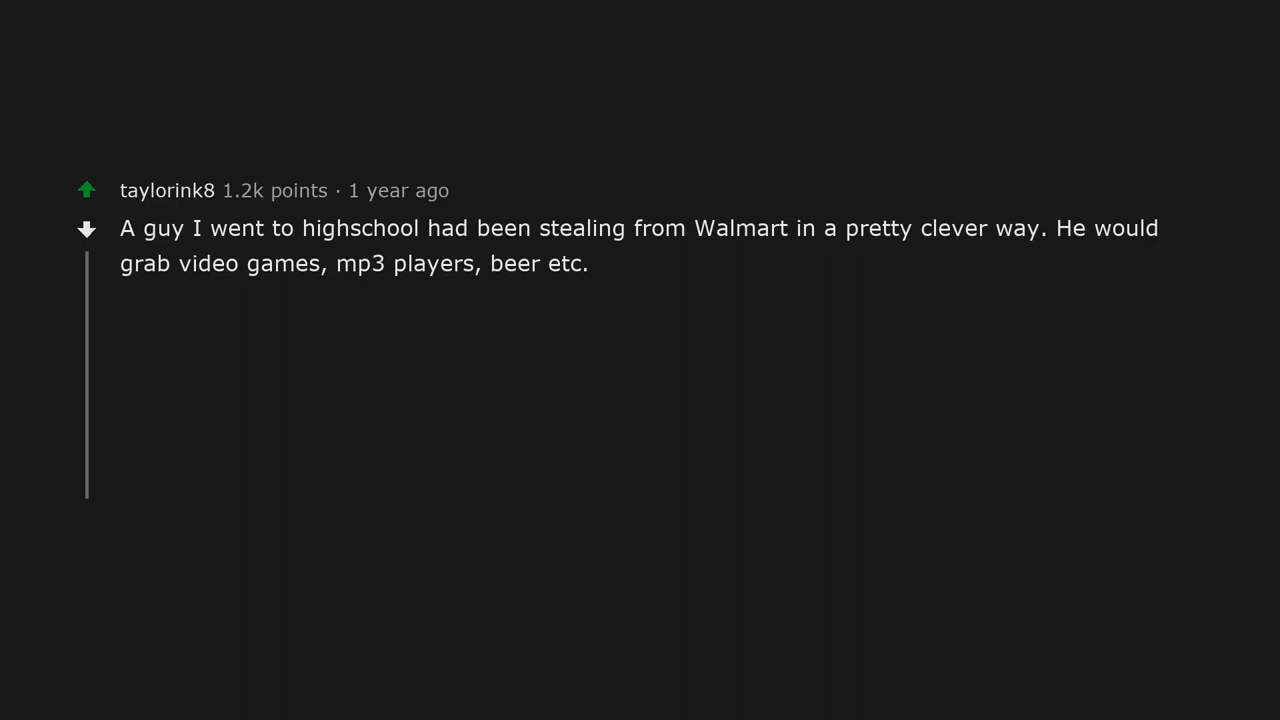 taylorink8 1.2k points · 1 year ago
A guy I went to highschool had been stealing from Walmart in a pretty clever way. He would
grab video games, mp3 players, beer etc.